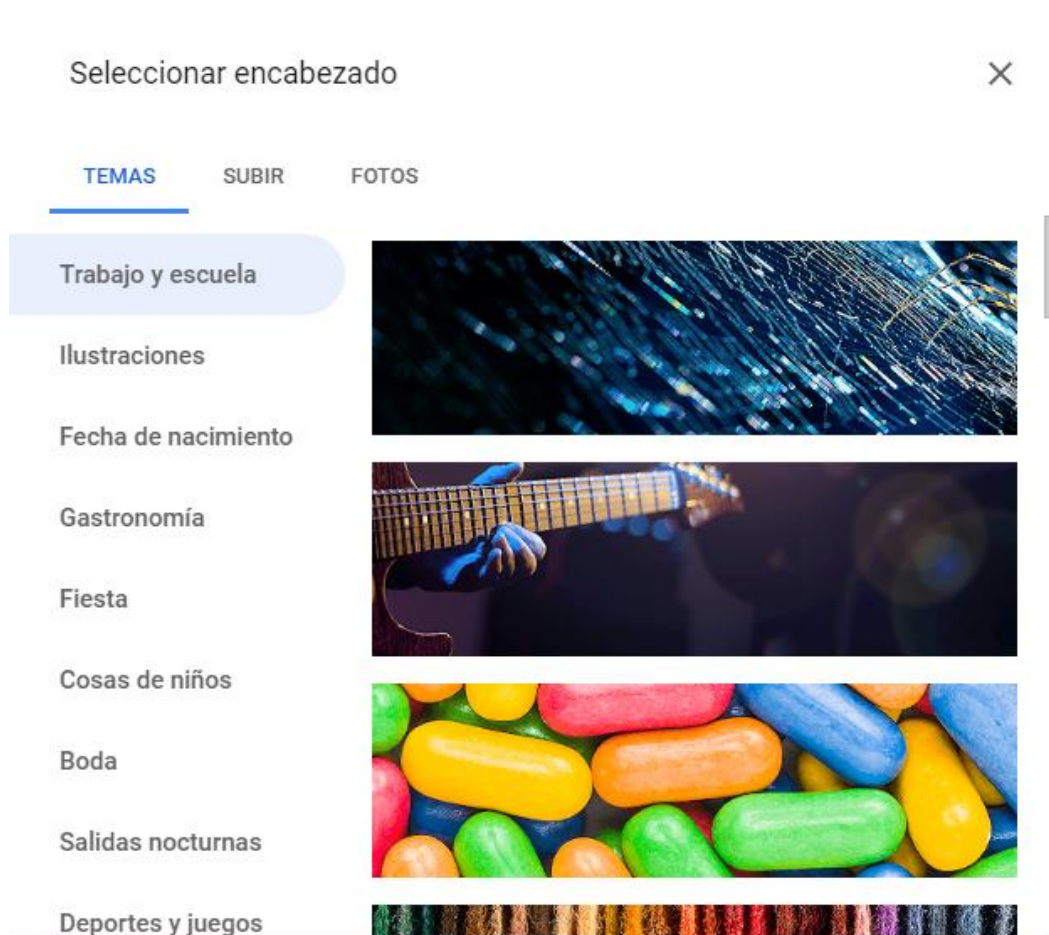 Seleccionar encabezado
TEMAS SUBIR FOTOS
Trabajo y escuela
Ilustraciones
Fecha de nacimiento
Gastronomía
Fiesta
Cosas de niños
Boda
Salidas nocturnas
Deportes y juegos